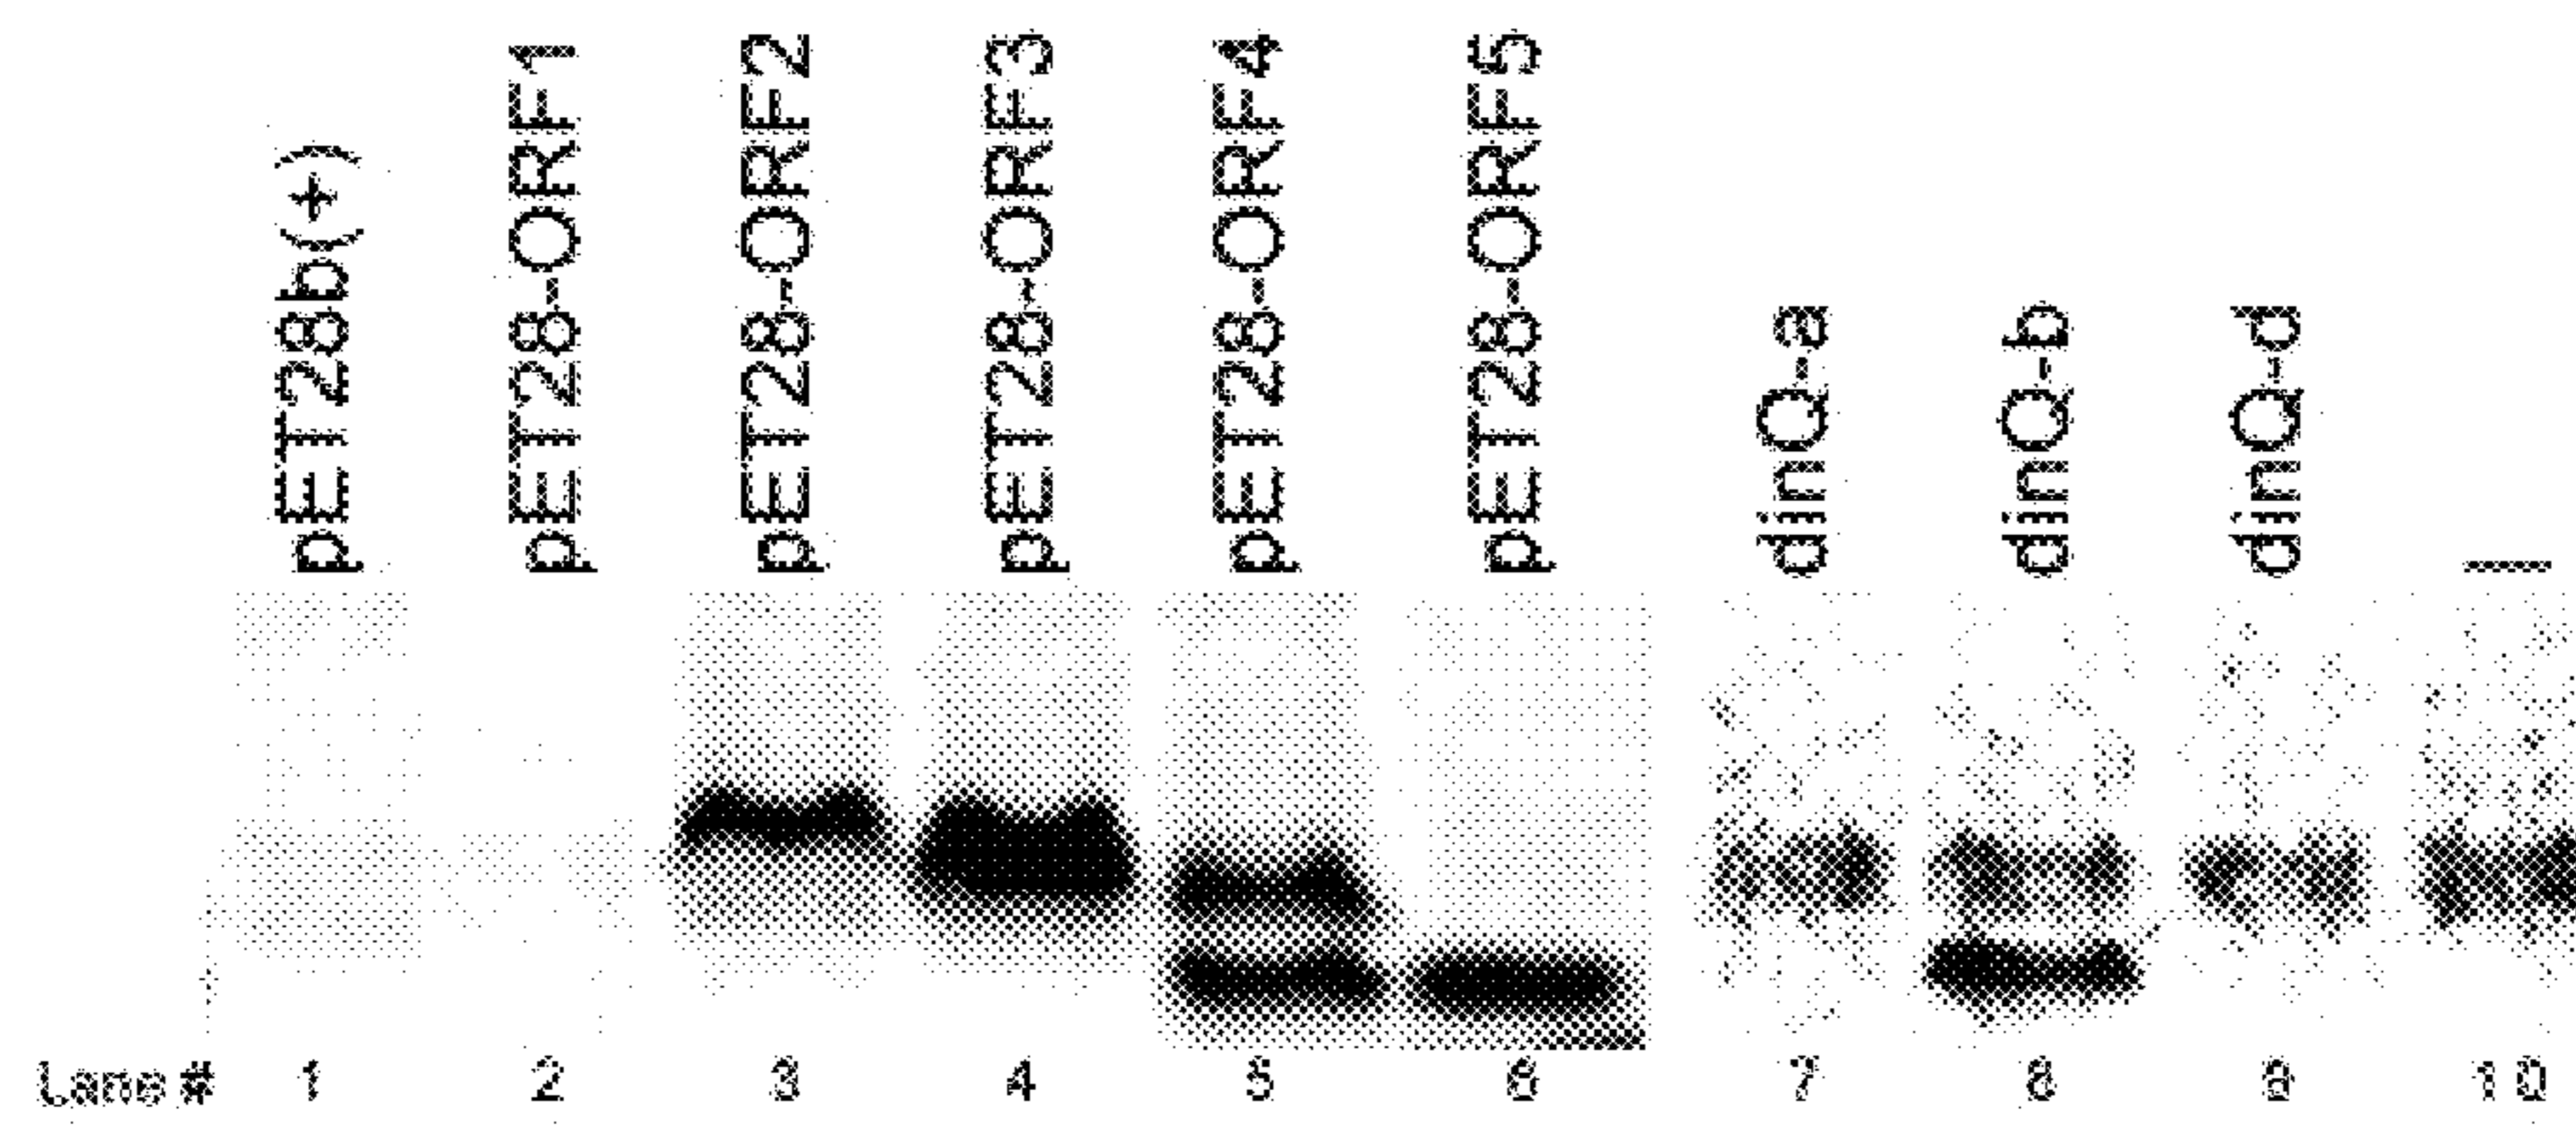 pET28b(+)
pET28-ORF1
pET28-ORF2
pET28-ORF3
pET28-ORF4
pET28-ORF5
dinQ-a
dinQ-b
dinQ-d
–
Lane # 1 2 3 4 5 6 7 8 9 10